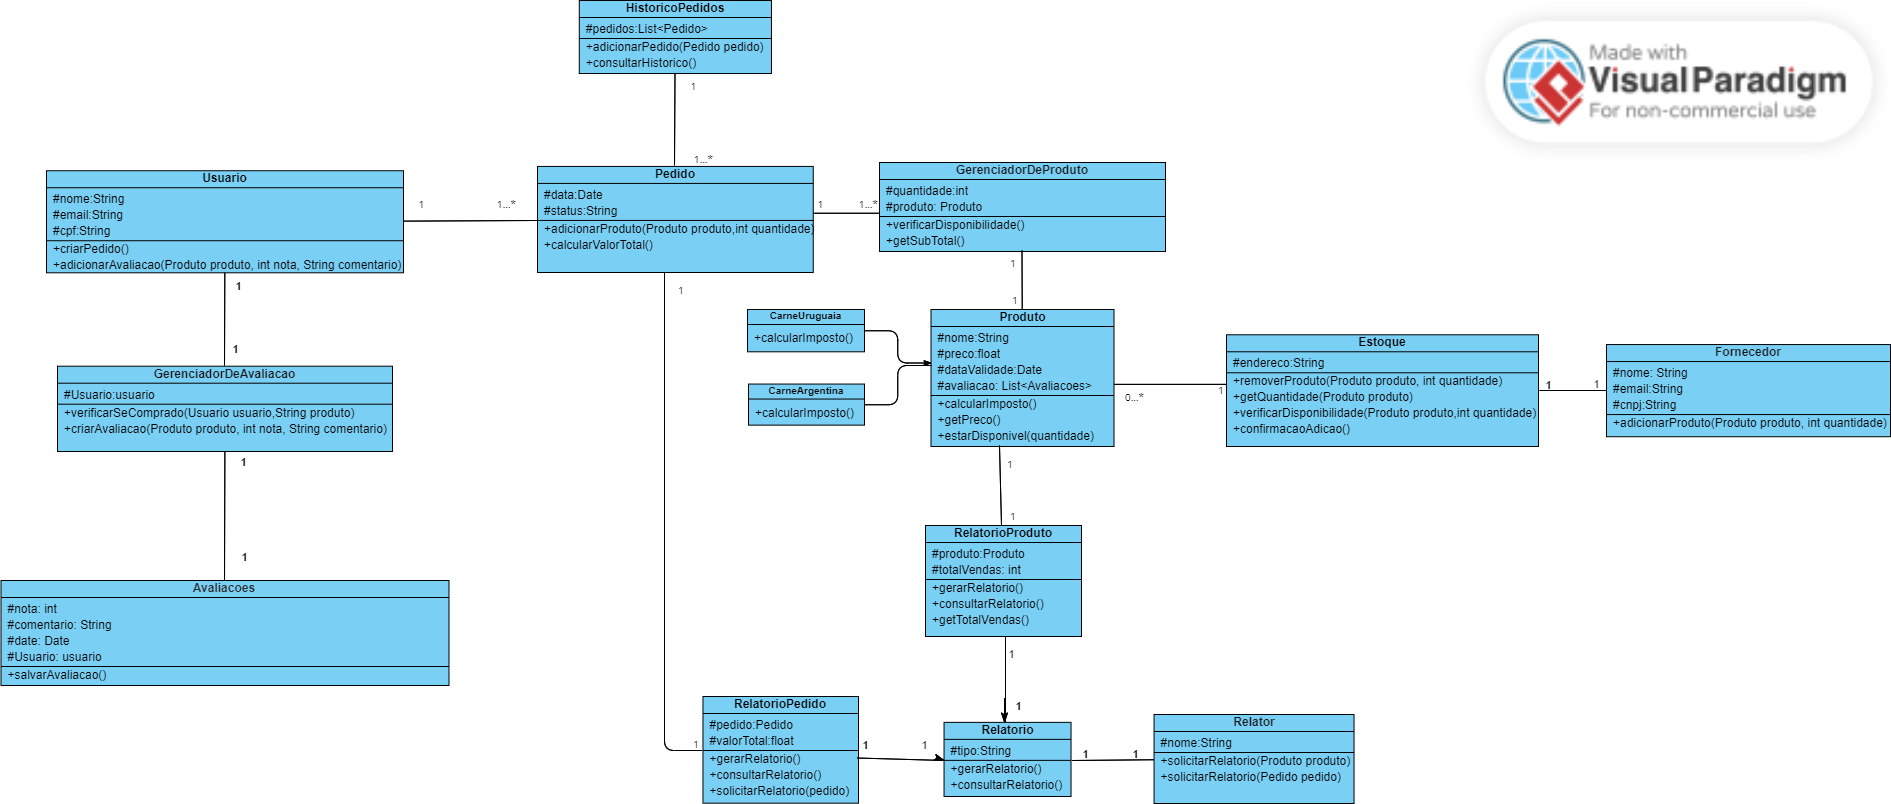 HistoricoPedidos
#pedidos:List<Pedido>
+adicionarPedido(Pedido pedido)
+consultarHistorico()
1
1...*
Made with
Visual Paradigm
For non-commercial use
Usuario
#nome:String
#email:String
#cpf:String
+criarPedido()
+adicionarAvaliacao(Produto produto, int nota, String comentario)
1
1...*
Pedido
#data:Date
#status:String
+adicionarProduto(Produto produto,int quantidade)
+calcularValorTotal()
1
1...*
GerenciadorDeProduto
#quantidade:int
#produto: Produto
+verificarDisponibilidade()
+getSubTotal()
1
1
1
1
1
GerenciadorDeAvaliacao
#Usuario:usuario
+verificarSeComprado(Usuario usuario,String produto)
+criarAvaliacao(Produto produto, int nota, String comentario)
1
1
CarneUruguaia
+calcularImposto()
CarneArgentina
+calcularImposto()
Produto
#nome:String
#preco:float
#dataValidade:Date
#avaliacao: List<Avaliacoes>
+calcularImposto()
+getPreco()
+estarDisponivel(quantidade)
0...*
1
Estoque
#endereco:String
+removerProduto(Produto produto, int quantidade)
+getQuantidade(Produto produto)
+verificarDisponibilidade(Produto produto,int quantidade)
+confirmacaoAdicao()
1
1
Fornecedor
#nome: String
#email:String
#cnpj:String
+adicionarProduto(Produto produto, int quantidade)
1
1
RelatorioProduto
#produto:Produto
#totalVendas: int
+gerarRelatorio()
+consultarRelatorio()
+getTotalVendas()
1
1
Avaliacoes
#nota: int
#comentario: String
#date: Date
#Usuario: usuario
+salvarAvaliacao()
1
RelatorioPedido
#pedido:Pedido
#valorTotal:float
+gerarRelatorio()
+consultarRelatorio()
+solicitarRelatorio(pedido)
1
1
Relatorio
#tipo:String
+gerarRelatorio()
+consultarRelatorio()
1
1
Relator
#nome:String
+solicitarRelatorio(Produto produto)
+solicitarRelatorio(Pedido pedido)